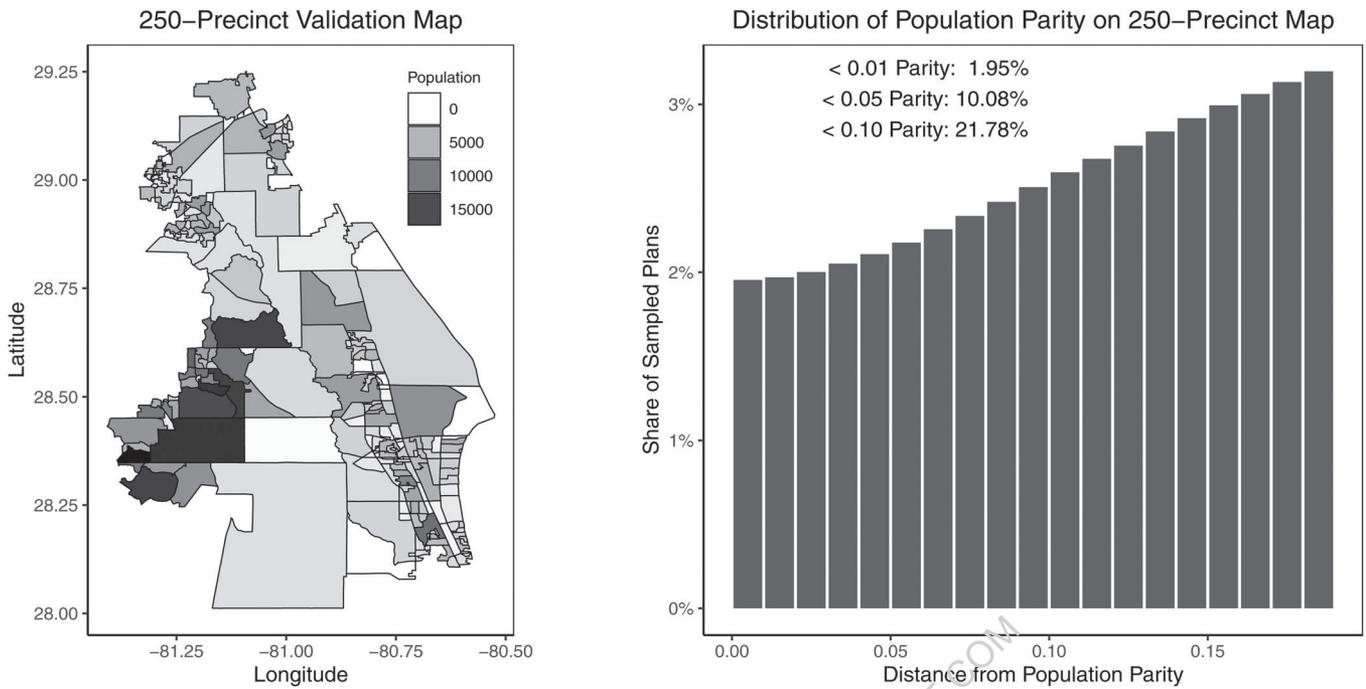 250−Precinct Validation Map
Population
0
5000
10000
15000
29.25
29.00
28.75
28.50
28.25
28.00
Latitude
−81.25 −81.00 −80.75 −80.50
Longitude
Distribution of Population Parity on 250−Precinct Map
< 0.01 Parity: 1.95%
< 0.05 Parity: 10.08%
< 0.10 Parity: 21.78%
3%
2%
1%
0%
Share of Sampled Plans
0.00 0.05 0.10 0.15
Distance from Population Parity
.COM